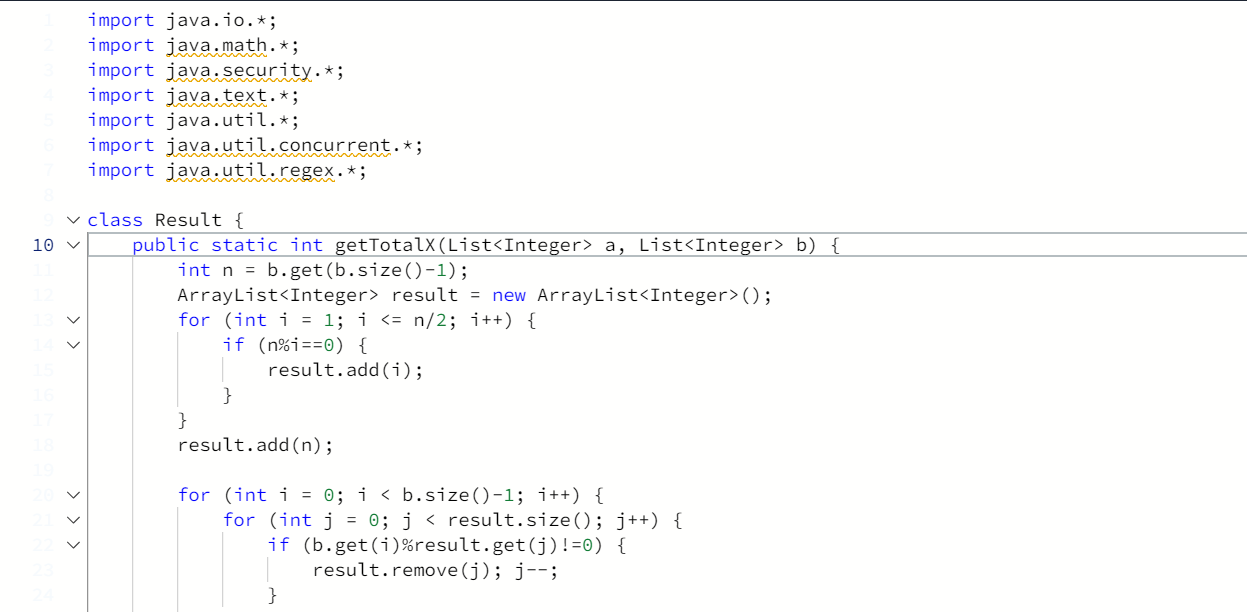 1 import java.io.*;
2 import java.math.*;
3 import java.security.*;
4 import java.text.*;
5 import java.util.*;
6 import java.util.concurrent.*;
7 import java.util.regex.*;
8
9 class Result {
10 public static int getTotalX(List<Integer> a, List<Integer> b) {
11 int n = b.get(b.size()-1);
12 ArrayList<Integer> result = new ArrayList<Integer>();
13 for (int i = 1; i <= n/2; i++) {
14 if (n%i==0) {
15 result.add(i);
16 }
17 }
18 result.add(n);
19
20 for (int i = 0; i < b.size()-1; i++) {
21 for (int j = 0; j < result.size(); j++) {
22 if (b.get(i)%result.get(j)!=0) {
23 result.remove(j); j--;
24 }